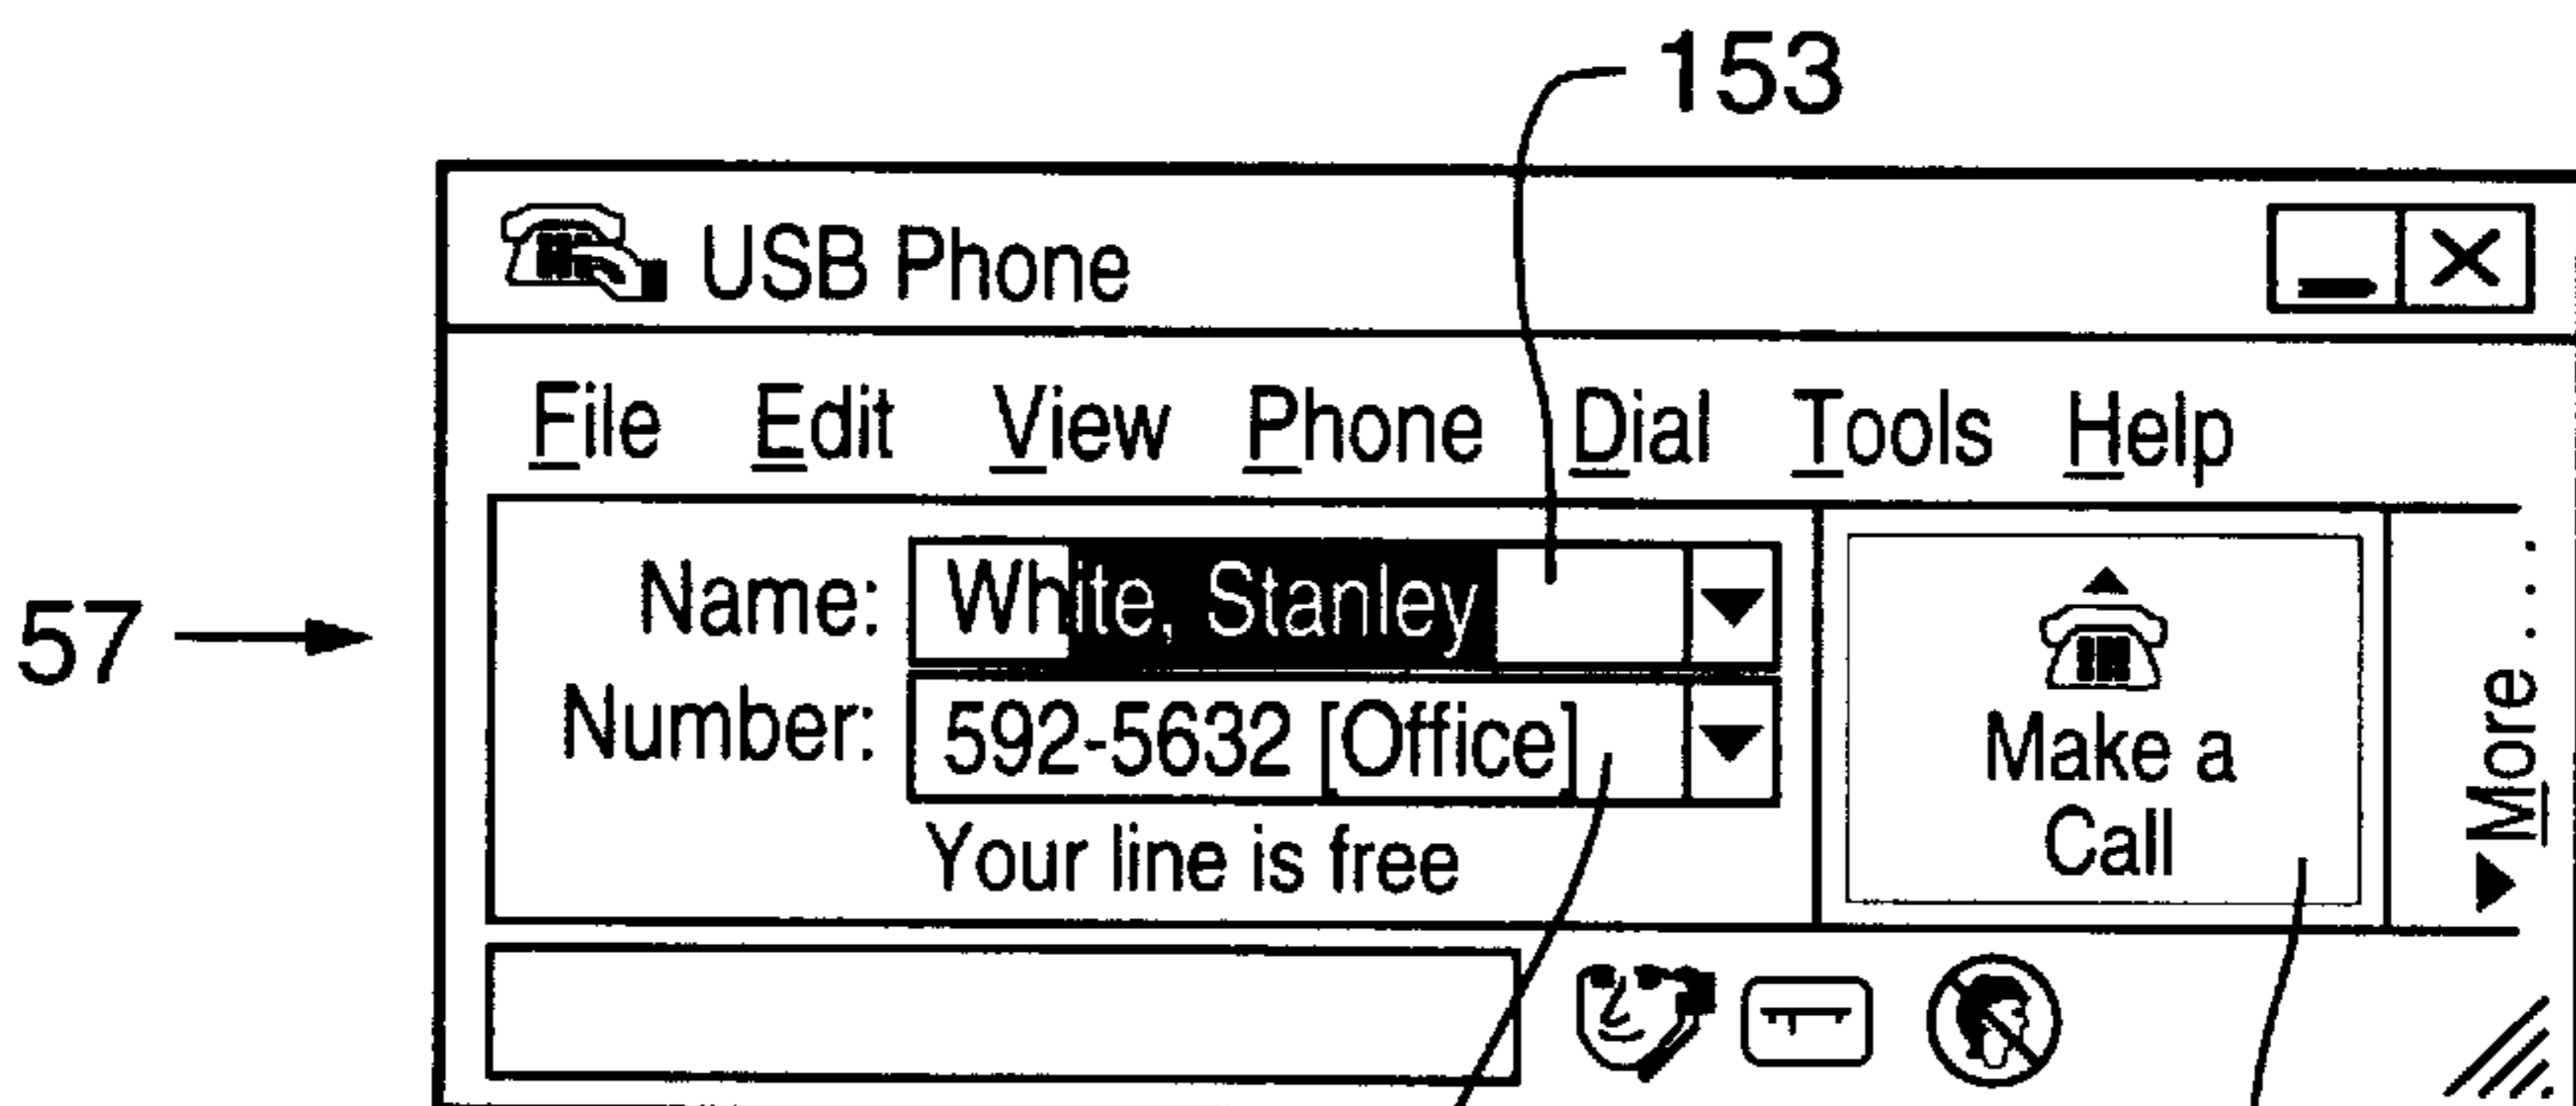 153
USB Phone
File Edit View Phone Dial Tools Help
57
Name: White, Stanley
Number: 592-5632 [Office]
Your line is free
Make a
Call
More ...